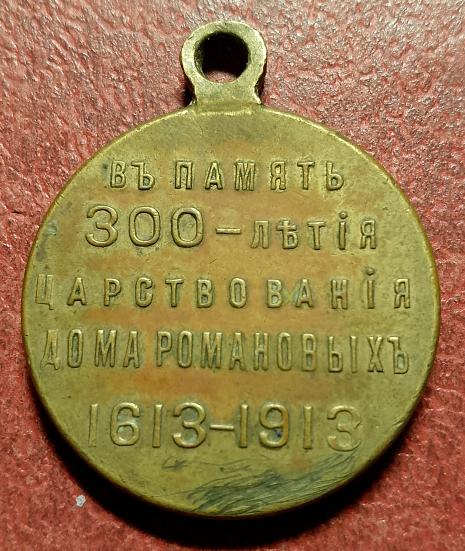 ВЪ ПАМЯТЬ
300-ЛѢТІЯ
ЦАРСТВОВАНІЯ
ДОМА РОМАНОВЫХЪ
1613-1913